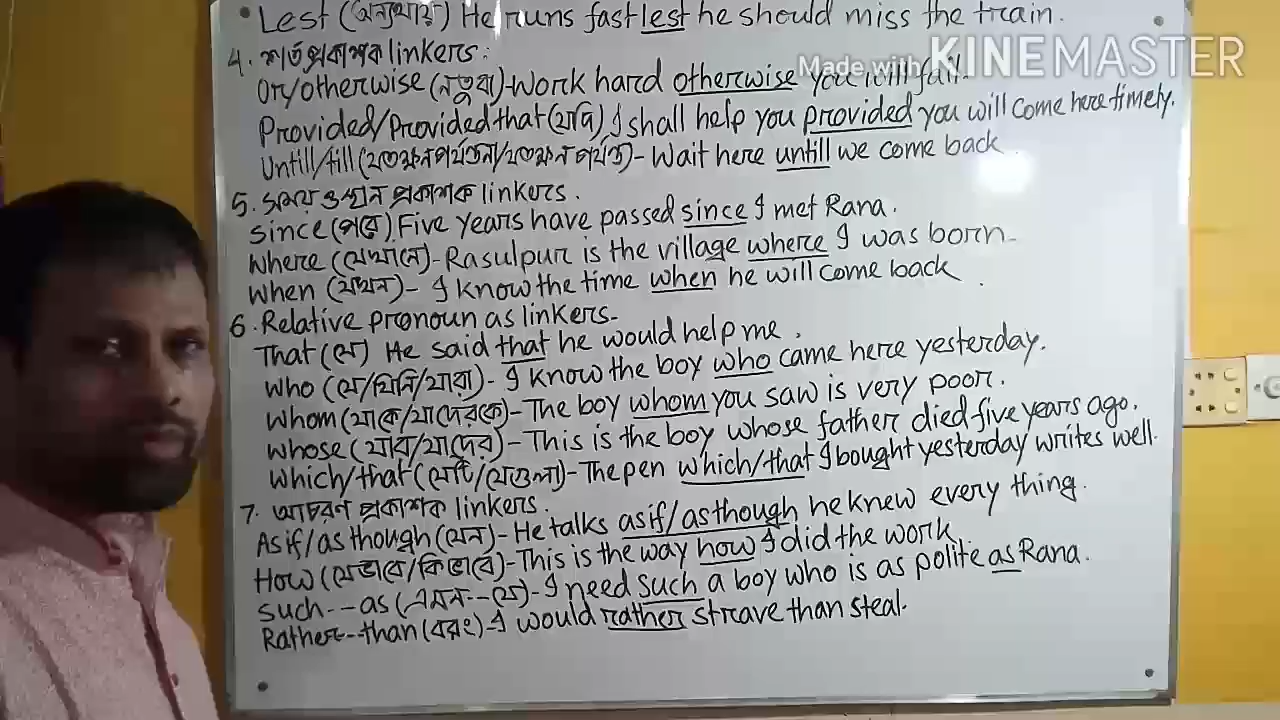 • Lest (অন্যথায়) He runs fast lest he should miss the train.
Made with KINEMASTER
4. শর্তপ্রকাশক linkers:
Or/otherwise (নতুবা)-Work hard otherwise you will fail.
Provided/Provided that (যদি) I shall help you provided you will come here timely.
Untill/till (যতক্ষন পর্যন্তনা/যতক্ষন পর্যন্ত)- Wait here untill we come back
5. সময় ও স্থান প্রকাশক linkers.
Since (পরে) Five years have passed since I met Rana.
Where (যেখানে)- Rasulpur is the village where I was born-
When (যখন)- I know the time when he will come back
6. Relative pronoun as linkers-
That (যে) He said that he would help me.
Who (যে/যিনি/যারা)- I know the boy who came here yesterday.
Whom (যাকে/যাদেরকে)-The boy whom you saw is very poor.
Whose (যার/যাদের)-This is the boy whose father died five years ago.
Which/that (যেটি/যেগুলা)-The pen which/that I bought yesterday writes well.
7. আচরণ প্রকাশক linkers.
As if/as though (যেন)- He talks as if/as though he knew every thing.
How (যেভাবে/কিভাবে)-This is the way how I did the work
Such--as (এমন--যে)-I need such a boy who is as polite as Rana.
Rather--than (বরং)-I would rather strave than steal.